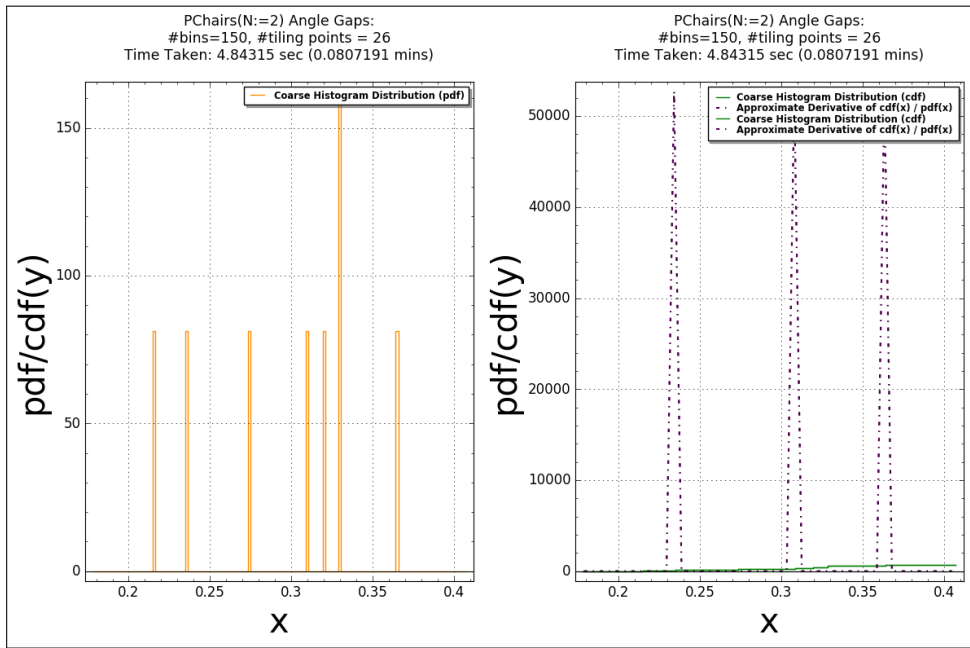 PChairs(N:=2) Angle Gaps:
#bins=150, #tiling points = 26
Time Taken: 4.84315 sec (0.0807191 mins)
Coarse Histogram Distribution (pdf)
pdf/cdf(y)
150
100
50
0
0.2 0.25 0.3 0.35 0.4
x
PChairs(N:=2) Angle Gaps:
#bins=150, #tiling points = 26
Time Taken: 4.84315 sec (0.0807191 mins)
Coarse Histogram Distribution (cdf)
Approximate Derivative of cdf(x) / pdf(x)
Coarse Histogram Distribution (cdf)
Approximate Derivative of cdf(x) / pdf(x)
pdf/cdf(y)
50000
40000
30000
20000
10000
0
0.2 0.25 0.3 0.35 0.4
x